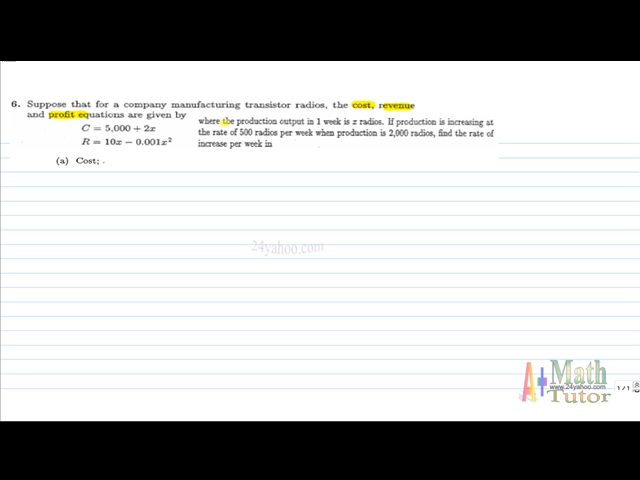 6. Suppose that for a company manufacturing transistor radios, the cost, revenue
and profit equations are given by
C = 5,000 + 2x
R = 10x − 0.001x²
where the production output in 1 week is x radios. If production is increasing at
the rate of 500 radios per week when production is 2,000 radios, find the rate of
increase per week in
(a) Cost;
24yahoo.com
A+ Math
www.24yahoo.com
Tutor